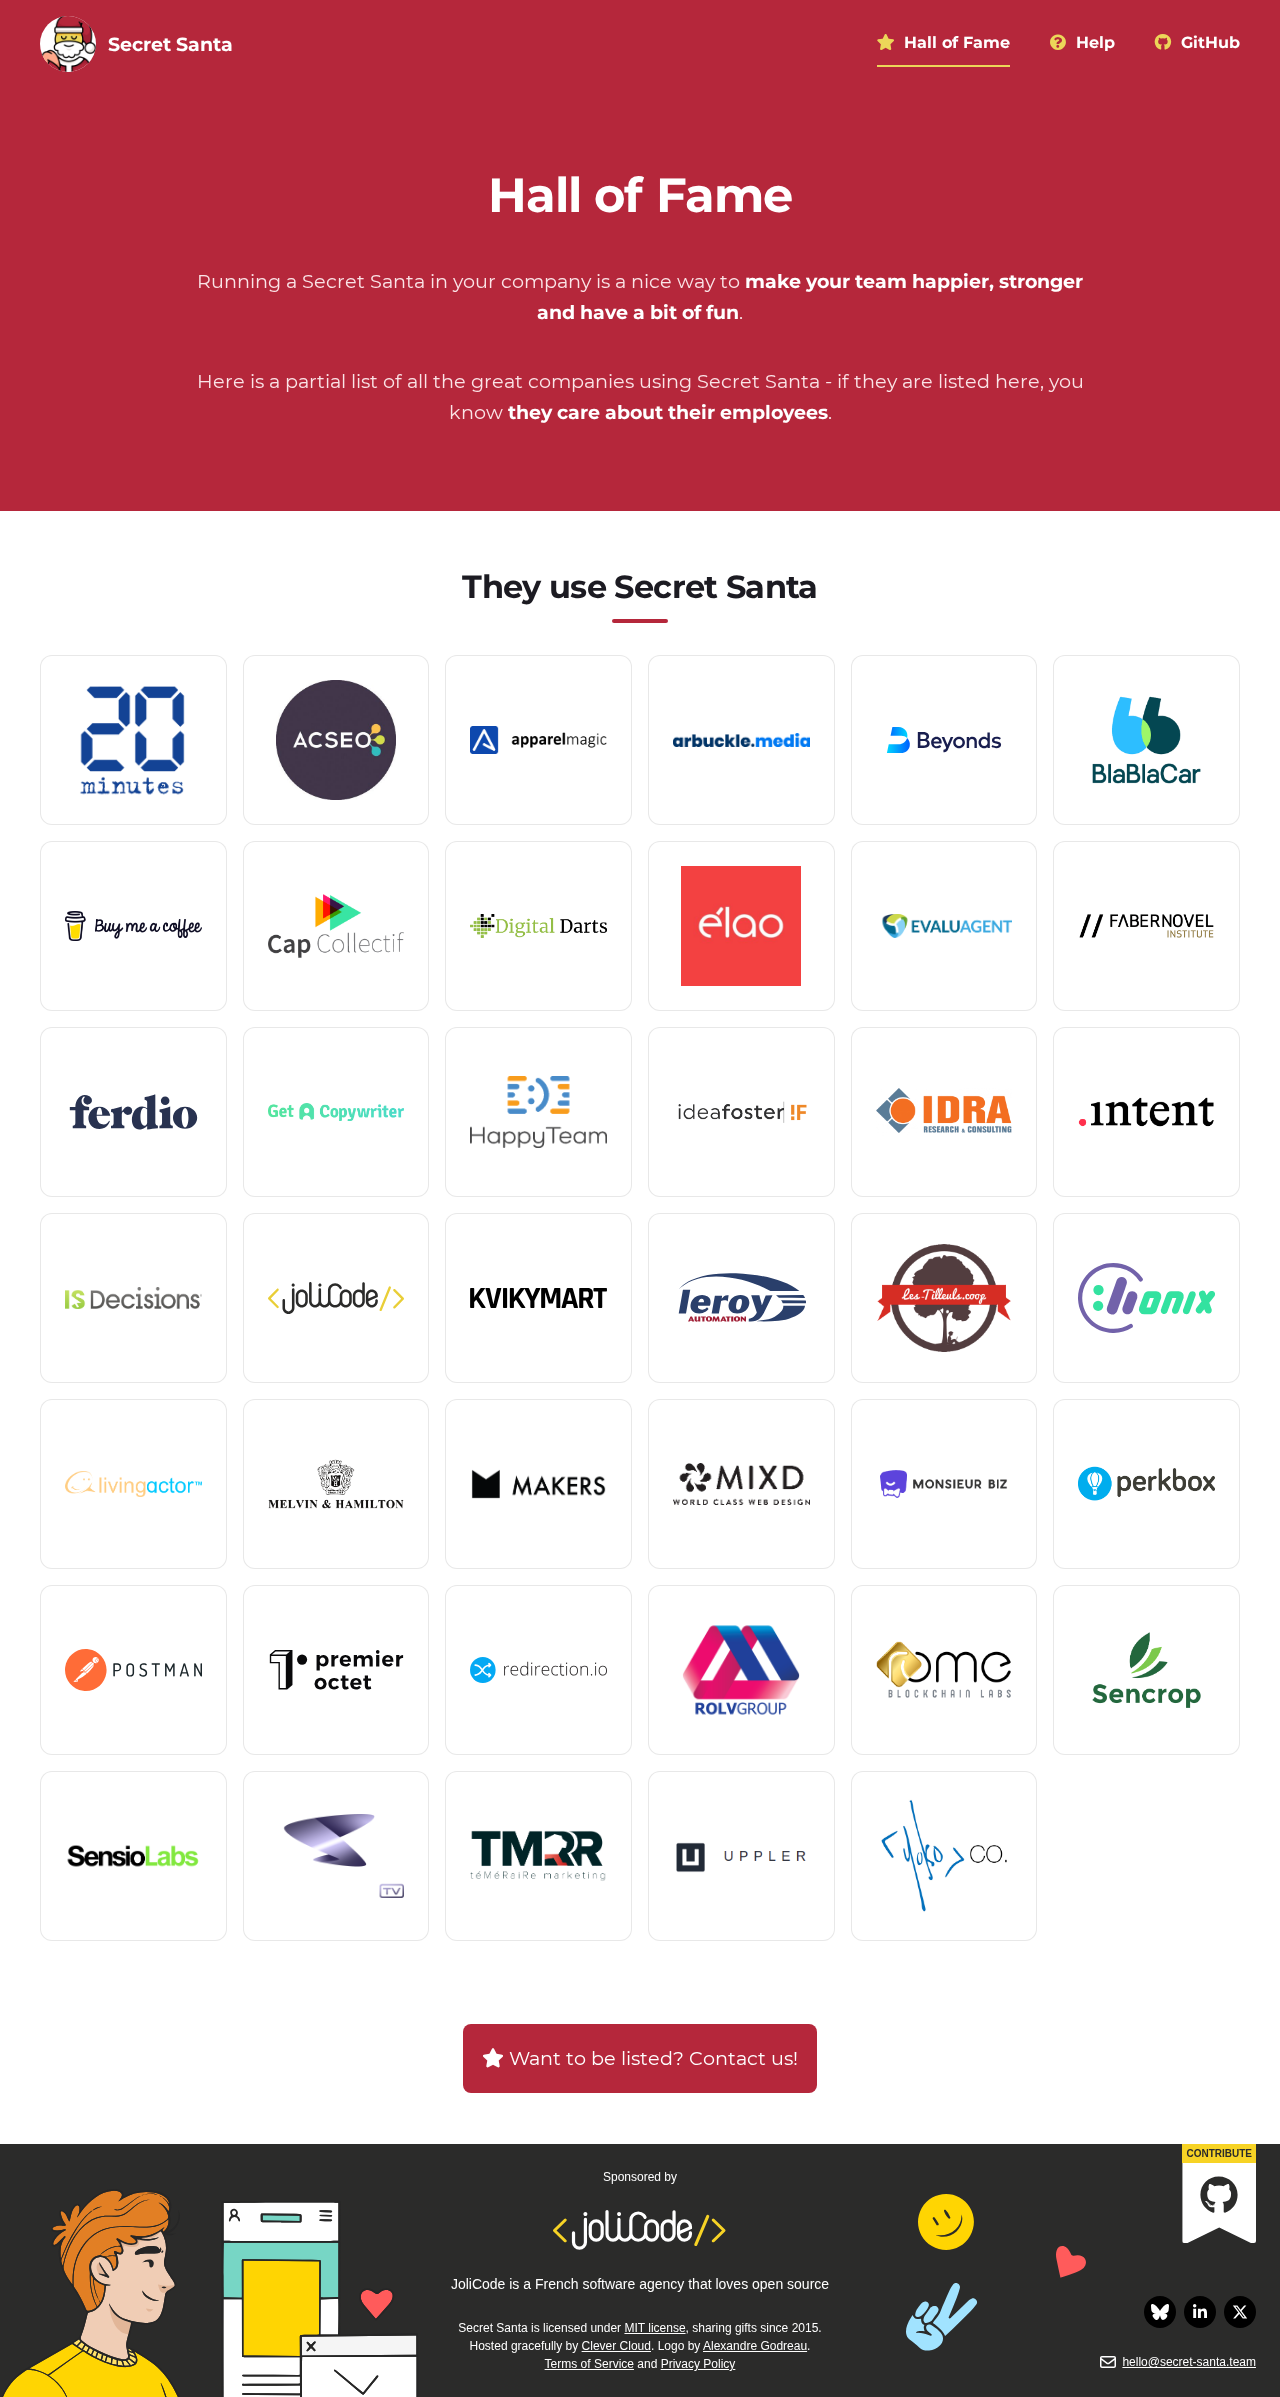 Secret Santa
Hall of Fame
Help
GitHub
Hall of Fame
Running a Secret Santa in your company is a nice way to make your team happier, stronger
and have a bit of fun.
Here is a partial list of all the great companies using Secret Santa - if they are listed here, you
know they care about their employees.
They use Secret Santa
20
minutes
ACSEO
apparelmagic
arbuckle.media
Beyonds
BlaBlaCar
Buy me a coffee
Cap Collectif
Digital Darts
élao
EVALUAGENT
// FABERNOVEL
INSTITUTE
ferdio
Get A Copywriter
HappyTeam
ideafoster !F
IDRA
RESEARCH & CONSULTING
.intent
IS Decisions
<joliCode/>
KVIKYMART
leroy
AUTOMATION
Les-Tilleuls.coop
llionix
livingactor™
MELVIN & HAMILTON
MAKERS
MIXD
WORLD CLASS WEB DESIGN
MONSIEUR BIZ
perkbox
POSTMAN
1° premier
octet
redirection.io
ROLVGROUP
rome
BLOCKCHAIN LABS
Sencrop
SensioLabs
TV
TMRR
téMéRaiRe marketing
UPPLER
<yoko> CO.
Want to be listed? Contact us!
CONTRIBUTE
Sponsored by
<joliCode/>
JoliCode is a French software agency that loves open source
Secret Santa is licensed under MIT license, sharing gifts since 2015.
Hosted gracefully by Clever Cloud. Logo by Alexandre Godreau.
Terms of Service and Privacy Policy
hello@secret-santa.team